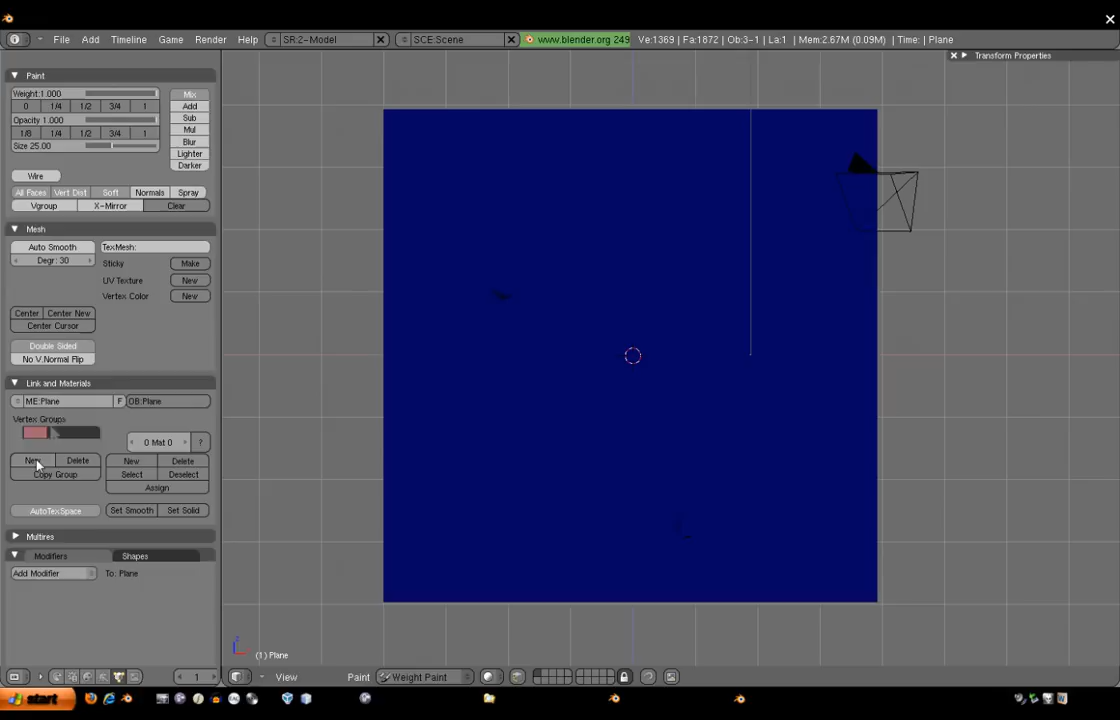 File Add Timeline Game Render Help SR:2-Model SCE:Scene www.blender.org 249 Ve:1369 | Fa:1872 | Ob:3-1 | La:1 | Mem:2.67M (0.09M) | Time: | Plane
Transform Properties
Paint
Weight:1.000 Mix
0 1/4 1/2 3/4 1 Add
Opacity 1.000 Sub
1/8 1/4 1/2 3/4 1 Mul
Size 25.00 Blur
Lighter
Darker
Wire
All Faces Vert Dist Soft Normals Spray
Vgroup X-Mirror Clear
Mesh
Auto Smooth TexMesh:
Degr: 30 Sticky Make
UV Texture New
Vertex Color New
Center Center New
Center Cursor
Double Sided
No V.Normal Flip
Link and Materials
ME:Plane F OB:Plane
Vertex Groups
0 Mat 0 ?
New Delete New Delete
Copy Group Select Deselect
Assign
AutoTexSpace Set Smooth Set Solid
Multires
Modifiers Shapes
Add Modifier To: Plane
(1) Plane
1 View Paint Weight Paint
start